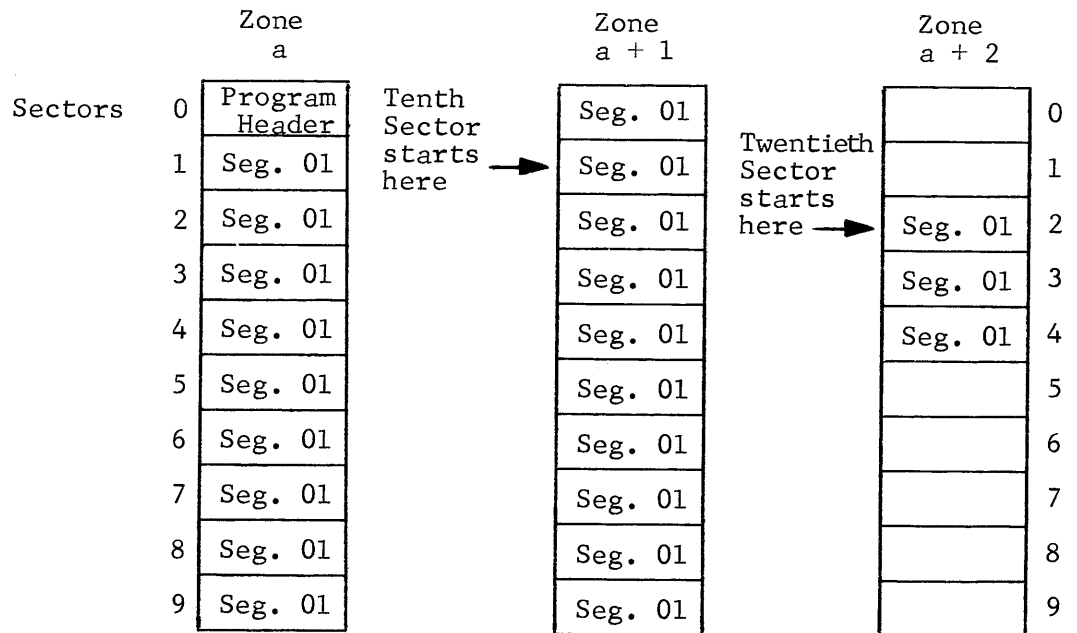 Zone Zone Zone
a a + 1 a + 2
Sectors 0 Program Header Tenth Sector starts here Seg. 01 0
1 Seg. 01 Seg. 01 Twentieth Sector starts here 1
2 Seg. 01 Seg. 01 Seg. 01 2
3 Seg. 01 Seg. 01 Seg. 01 3
4 Seg. 01 Seg. 01 Seg. 01 4
5 Seg. 01 Seg. 01 5
6 Seg. 01 Seg. 01 6
7 Seg. 01 Seg. 01 7
8 Seg. 01 Seg. 01 8
9 Seg. 01 Seg. 01 9